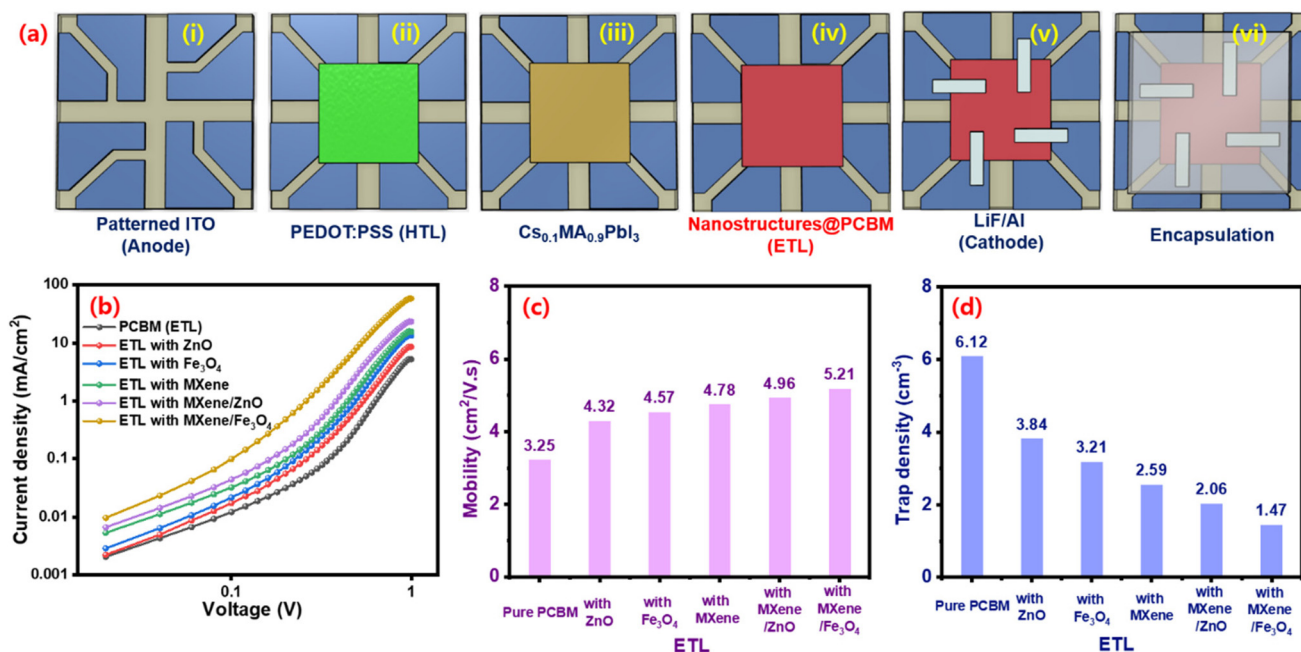 (a)
(i)
(ii)
(iii)
(iv)
(v)
(vi)
Patterned ITO
(Anode)
PEDOT:PSS (HTL)
Cs₀.₁MA₀.₉PbI₃
Nanostructures@PCBM
(ETL)
LiF/Al
(Cathode)
Encapsulation
(b)
Current density (mA/cm²)
100
10
1
0.1
0.01
0.001
PCBM (ETL)
ETL with ZnO
ETL with Fe₃O₄
ETL with MXene
ETL with MXene/ZnO
ETL with MXene/Fe₃O₄
0.1
1
Voltage (V)
(c)
Mobility (cm²/V.s)
8
6
4
2
0
3.25
4.32
4.57
4.78
4.96
5.21
Pure PCBM
with
ZnO
with
Fe₃O₄
with
MXene
with
MXene
/ZnO
with
MXene
/Fe₃O₄
ETL
(d)
Trap density (cm⁻³)
8
6
4
2
0
6.12
3.84
3.21
2.59
2.06
1.47
Pure PCBM
with
ZnO
with
Fe₃O₄
with
MXene
with
MXene
/ZnO
with
MXene
/Fe₃O₄
ETL